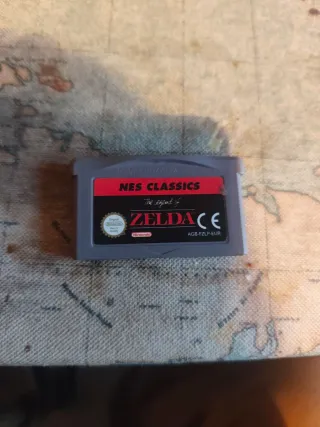 NES CLASSICS
The Legend of
ZELDA CE
Nintendo